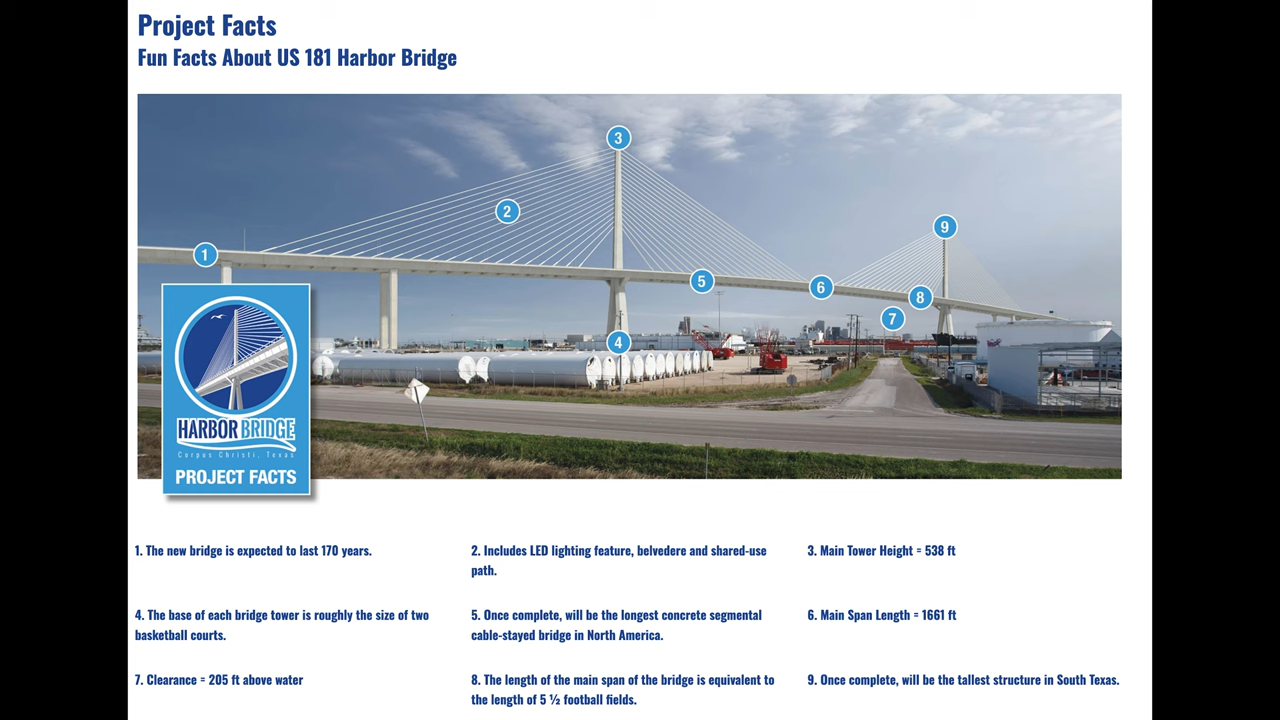 Project Facts
Fun Facts About US 181 Harbor Bridge
3
2
9
1
5
6
8
7
4
HARBOR BRIDGE
Corpus Christi, Texas
PROJECT FACTS
1. The new bridge is expected to last 170 years.
2. Includes LED lighting feature, belvedere and shared-use
path.
3. Main Tower Height = 538 ft
4. The base of each bridge tower is roughly the size of two
basketball courts.
5. Once complete, will be the longest concrete segmental
cable-stayed bridge in North America.
6. Main Span Length = 1661 ft
7. Clearance = 205 ft above water
8. The length of the main span of the bridge is equivalent to
the length of 5 ½ football fields.
9. Once complete, will be the tallest structure in South Texas.